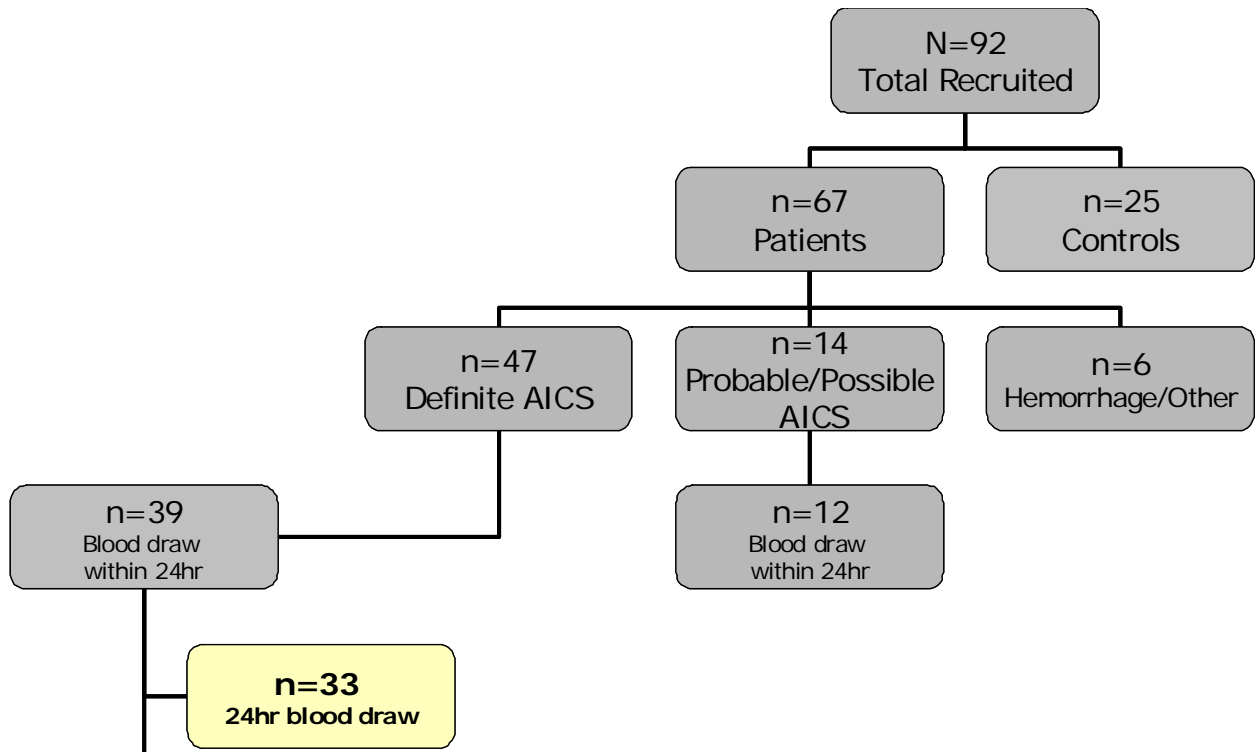 N=92
Total Recruited
n=67
Patients
n=25
Controls
n=47
Definite AICS
n=14
Probable/Possible
AICS
n=6
Hemorrhage/Other
n=39
Blood draw
within 24hr
n=12
Blood draw
within 24hr
n=33
24hr blood draw